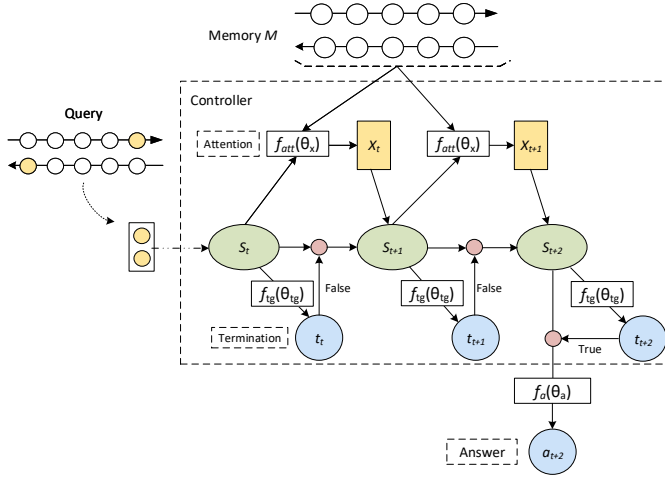 Memory M
Controller
Query
Attention
f_att(θ_x)
X_t
f_att(θ_x)
X_t+1
S_t
S_t+1
S_t+2
f_tg(θ_tg)
False
f_tg(θ_tg)
False
f_tg(θ_tg)
Termination
t_t
t_t+1
True
t_t+2
f_a(θ_a)
Answer
a_t+2